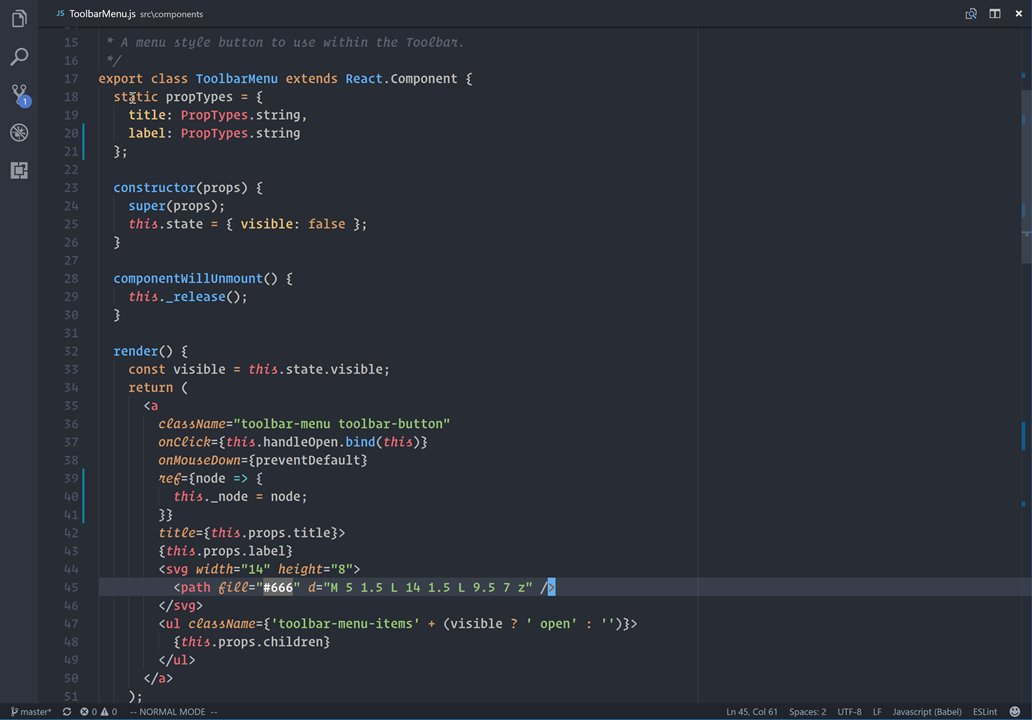 JS ToolbarMenu.js src\components
15 * A menu style button to use within the Toolbar.
16 */
17 export class ToolbarMenu extends React.Component {
18 static propTypes = {
19 title: PropTypes.string,
20 label: PropTypes.string
21 };
22
23 constructor(props) {
24 super(props);
25 this.state = { visible: false };
26 }
27
28 componentWillUnmount() {
29 this._release();
30 }
31
32 render() {
33 const visible = this.state.visible;
34 return (
35 <a
36 className="toolbar-menu toolbar-button"
37 onClick={this.handleOpen.bind(this)}
38 onMouseDown={preventDefault}
39 ref={node => {
40 this._node = node;
41 }}
42 title={this.props.title}>
43 {this.props.label}
44 <svg width="14" height="8">
45 <path fill="#666" d="M 5 1.5 L 14 1.5 L 9.5 7 z" />
46 </svg>
47 <ul className={'toolbar-menu-items' + (visible ? ' open' : '')}>
48 {this.props.children}
49 </ul>
50 </a>
51 );
1
master* 0 0 -- NORMAL MODE -- Ln 45, Col 61 Spaces: 2 UTF-8 LF Javascript (Babel) ESLint